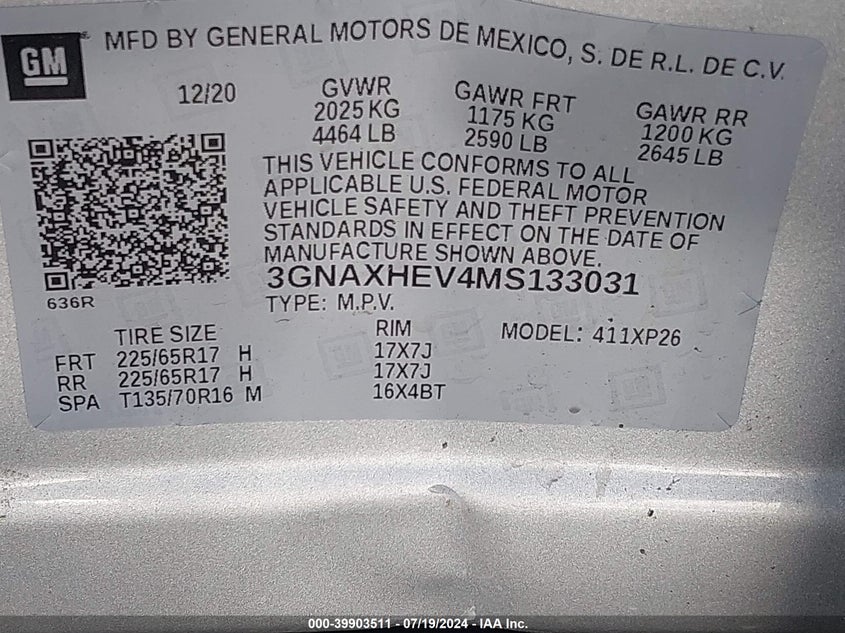 GM MFD BY GENERAL MOTORS DE MEXICO, S. DE R.L. DE C.V.
12/20 GVWR GAWR FRT GAWR RR
2025 KG 1175 KG 1200 KG
4464 LB 2590 LB 2645 LB
THIS VEHICLE CONFORMS TO ALL
APPLICABLE U.S. FEDERAL MOTOR
VEHICLE SAFETY AND THEFT PREVENTION
STANDARDS IN EFFECT ON THE DATE OF
MANUFACTURE SHOWN ABOVE.
3GNAXHEV4MS133031
636R TYPE: M.P.V.
TIRE SIZE RIM MODEL: 411XP26
FRT 225/65R17 H 17X7J
RR 225/65R17 H 17X7J
SPA T135/70R16 M 16X4BT
000-39903511 - 07/19/2024 - IAA Inc.